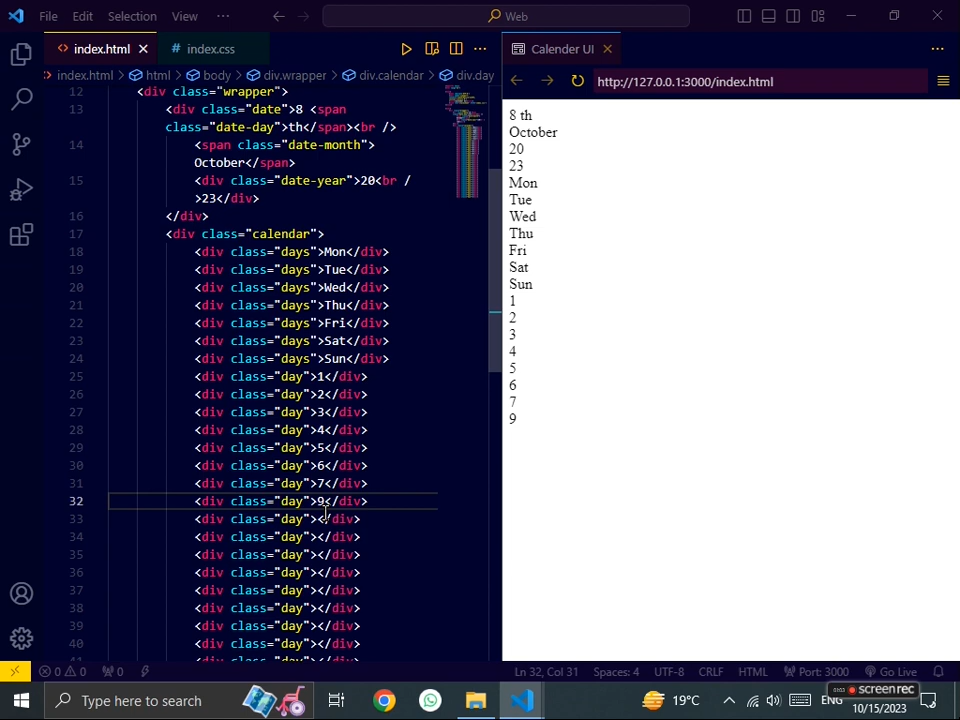 File Edit Selection View ··· Web
index.html index.css Calender UI
index.html > html > body > div.wrapper > div.calendar > div.day
http://127.0.0.1:3000/index.html
12 <div class="wrapper">
13 <div class="date">8 <span
class="date-day">th</span><br />
14 <span class="date-month">
October</span>
15 <div class="date-year">20<br /
>23</div>
16 </div>
17 <div class="calendar">
18 <div class="days">Mon</div>
19 <div class="days">Tue</div>
20 <div class="days">Wed</div>
21 <div class="days">Thu</div>
22 <div class="days">Fri</div>
23 <div class="days">Sat</div>
24 <div class="days">Sun</div>
25 <div class="day">1</div>
26 <div class="day">2</div>
27 <div class="day">3</div>
28 <div class="day">4</div>
29 <div class="day">5</div>
30 <div class="day">6</div>
31 <div class="day">7</div>
32 <div class="day">9</div>
33 <div class="day"></div>
34 <div class="day"></div>
35 <div class="day"></div>
36 <div class="day"></div>
37 <div class="day"></div>
38 <div class="day"></div>
39 <div class="day"></div>
40 <div class="day"></div>
8 th
October
20
23
Mon
Tue
Wed
Thu
Fri
Sat
Sun
1
2
3
4
5
6
7
9
0 0 0 Ln 32, Col 31 Spaces: 4 UTF-8 CRLF HTML Port: 3000 Go Live
Type here to search 19°C ENG
screenrec
10/15/2023